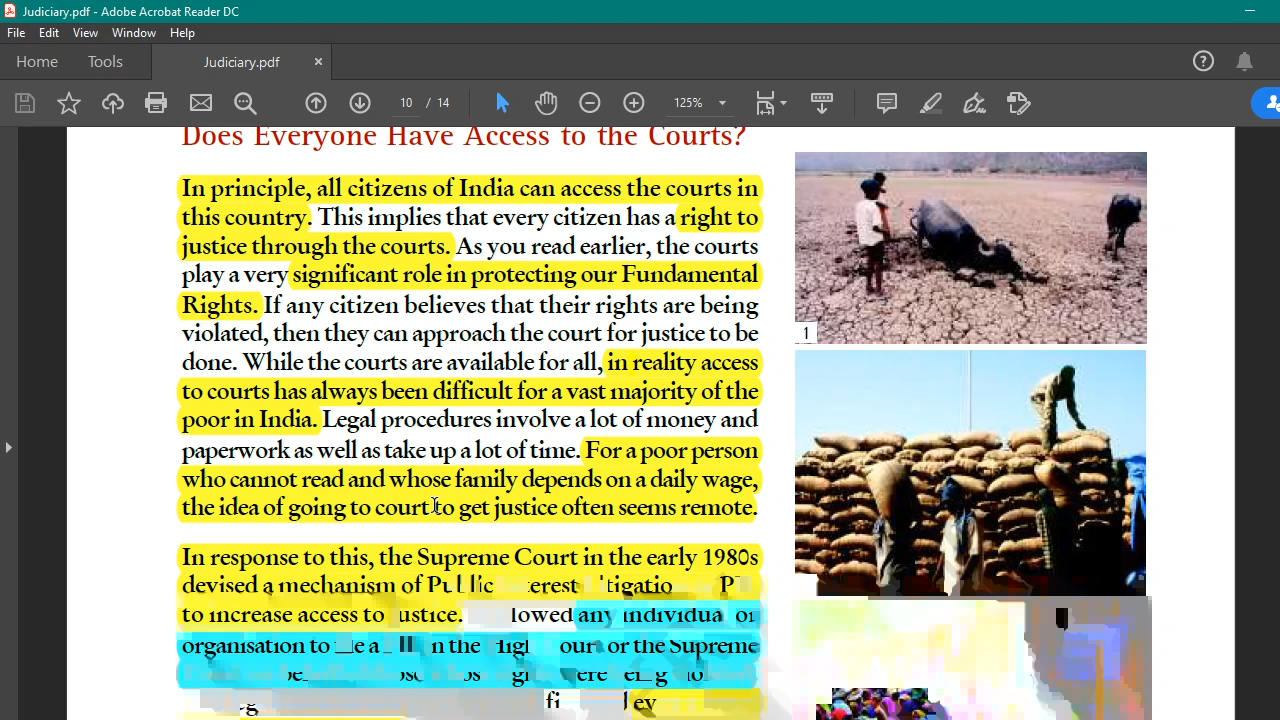 Judiciary.pdf - Adobe Acrobat Reader DC
File Edit View Window Help
Home Tools Judiciary.pdf ×
10 / 14 125%
Does Everyone Have Access to the Courts?
In principle, all citizens of India can access the courts in
this country. This implies that every citizen has a right to
justice through the courts. As you read earlier, the courts
play a very significant role in protecting our Fundamental
Rights. If any citizen believes that their rights are being
violated, then they can approach the court for justice to be
done. While the courts are available for all, in reality access
to courts has always been difficult for a vast majority of the
poor in India. Legal procedures involve a lot of money and
paperwork as well as take up a lot of time. For a poor person
who cannot read and whose family depends on a daily wage,
the idea of going to court to get justice often seems remote.
In response to this, the Supreme Court in the early 1980s
devised a mechanism of
to increase access to justice. any individual or
organisation to the or the Supreme
1